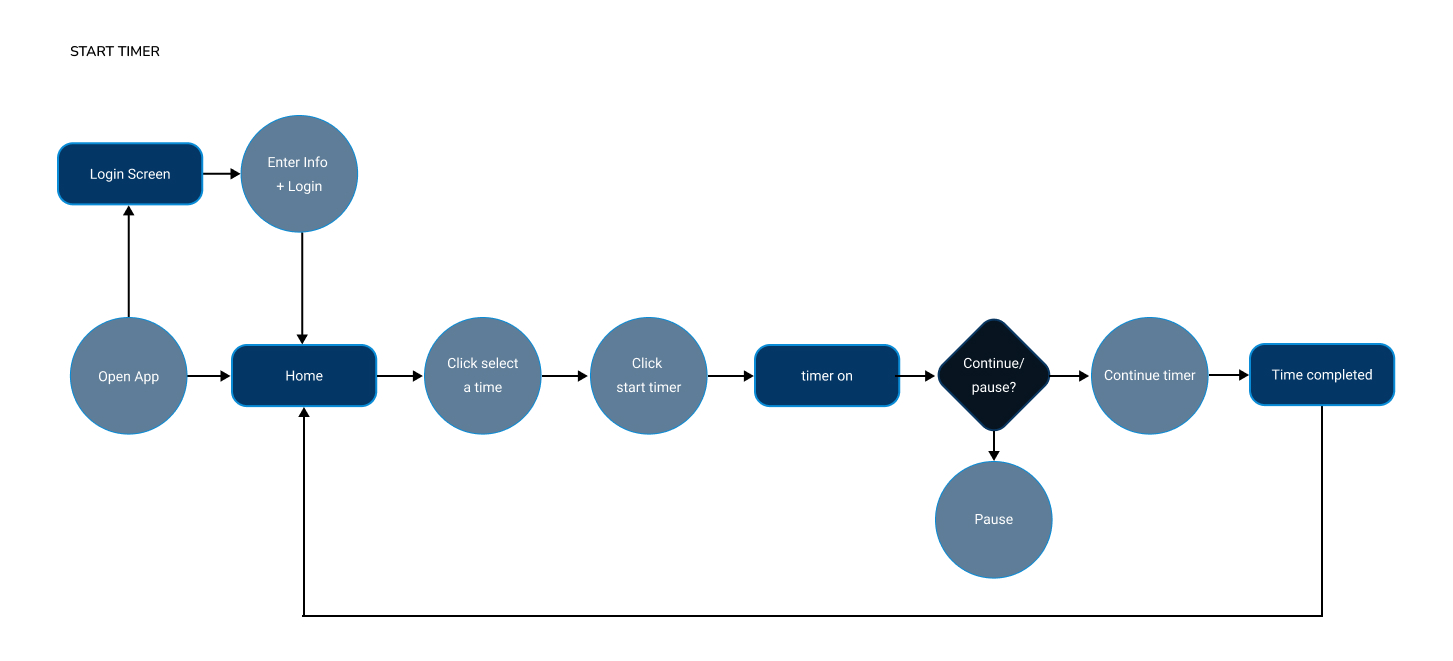 START TIMER
Login Screen
Enter Info
+ Login
Open App
Home
Click select
a time
Click
start timer
timer on
Continue/
pause?
Continue timer
Time completed
Pause